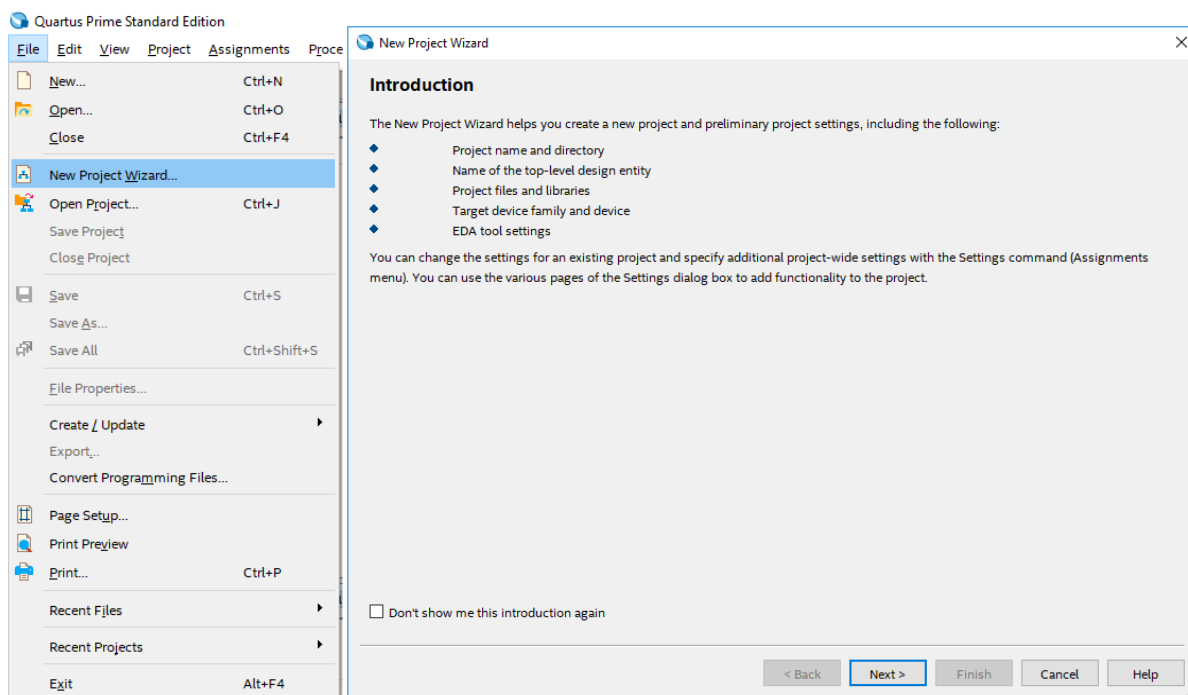 Quartus Prime Standard Edition
File Edit View Project Assignments Proce
New... Ctrl+N
Open... Ctrl+O
Close Ctrl+F4
New Project Wizard...
Open Project... Ctrl+J
Save Project
Close Project
Save Ctrl+S
Save As...
Save All Ctrl+Shift+S
File Properties...
Create / Update
Export...
Convert Programming Files...
Page Setup...
Print Preview
Print... Ctrl+P
Recent Files
Recent Projects
Exit Alt+F4
New Project Wizard
Introduction
The New Project Wizard helps you create a new project and preliminary project settings, including the following:
Project name and directory
Name of the top-level design entity
Project files and libraries
Target device family and device
EDA tool settings
You can change the settings for an existing project and specify additional project-wide settings with the Settings command (Assignments
menu). You can use the various pages of the Settings dialog box to add functionality to the project.
Don't show me this introduction again
< Back Next > Finish Cancel Help